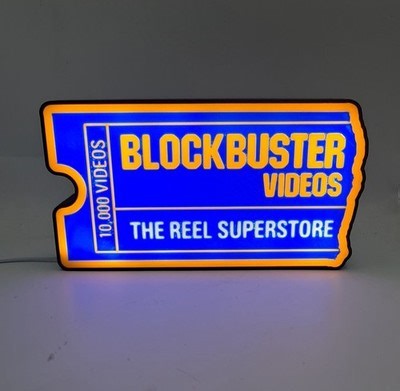 10,000 VIDEOS
BLOCKBUSTER
VIDEOS
THE REEL SUPERSTORE